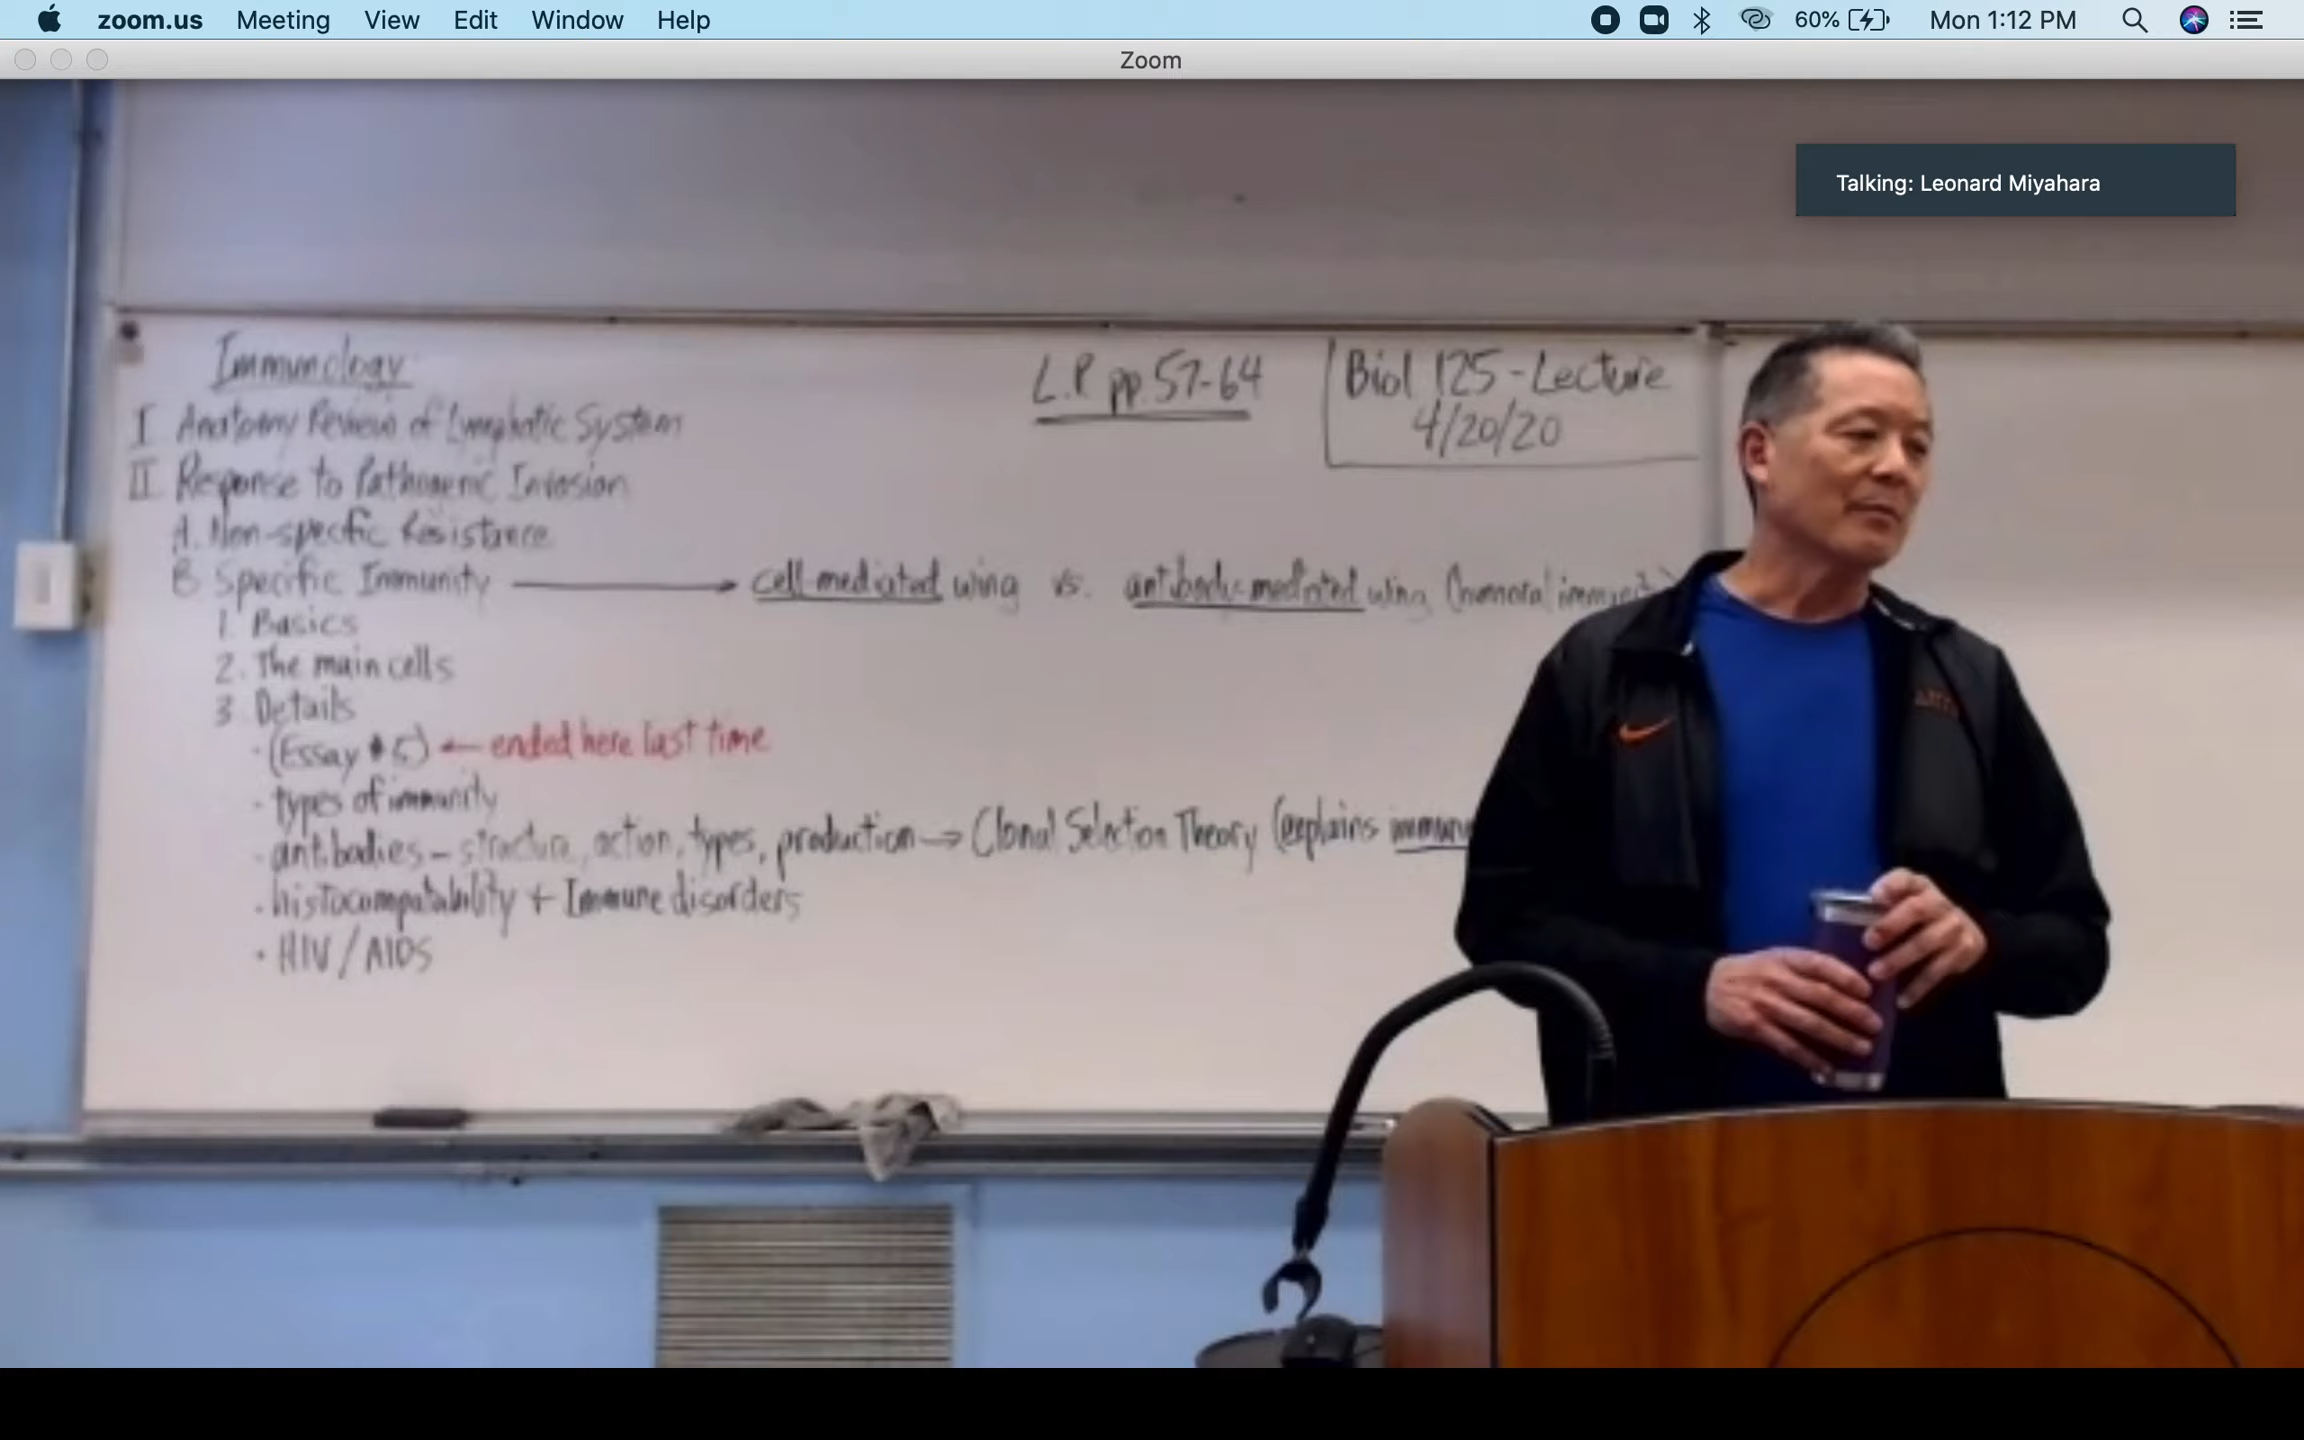 zoom.us Meeting View Edit Window Help 60% Mon 1:12 PM
Zoom
Talking: Leonard Miyahara
Immunology
L.P. pp. 57-64
Biol 125 - Lecture
4/20/20
I Anatomy Review of Lymphatic System
II Response to Pathogenic Invasion
A. Non-specific Resistance
B Specific Immunity → cell-mediated wing vs. antibody-mediated wing (humoral
1. Basics
2. The main cells
3. Details
· (Essay #5) ← ended here last time
· types of immunity
· antibodies - structure, action, types, production → Clonal Selection Theory (explains
· histocompatability + Immune disorders
· HIV/AIDS